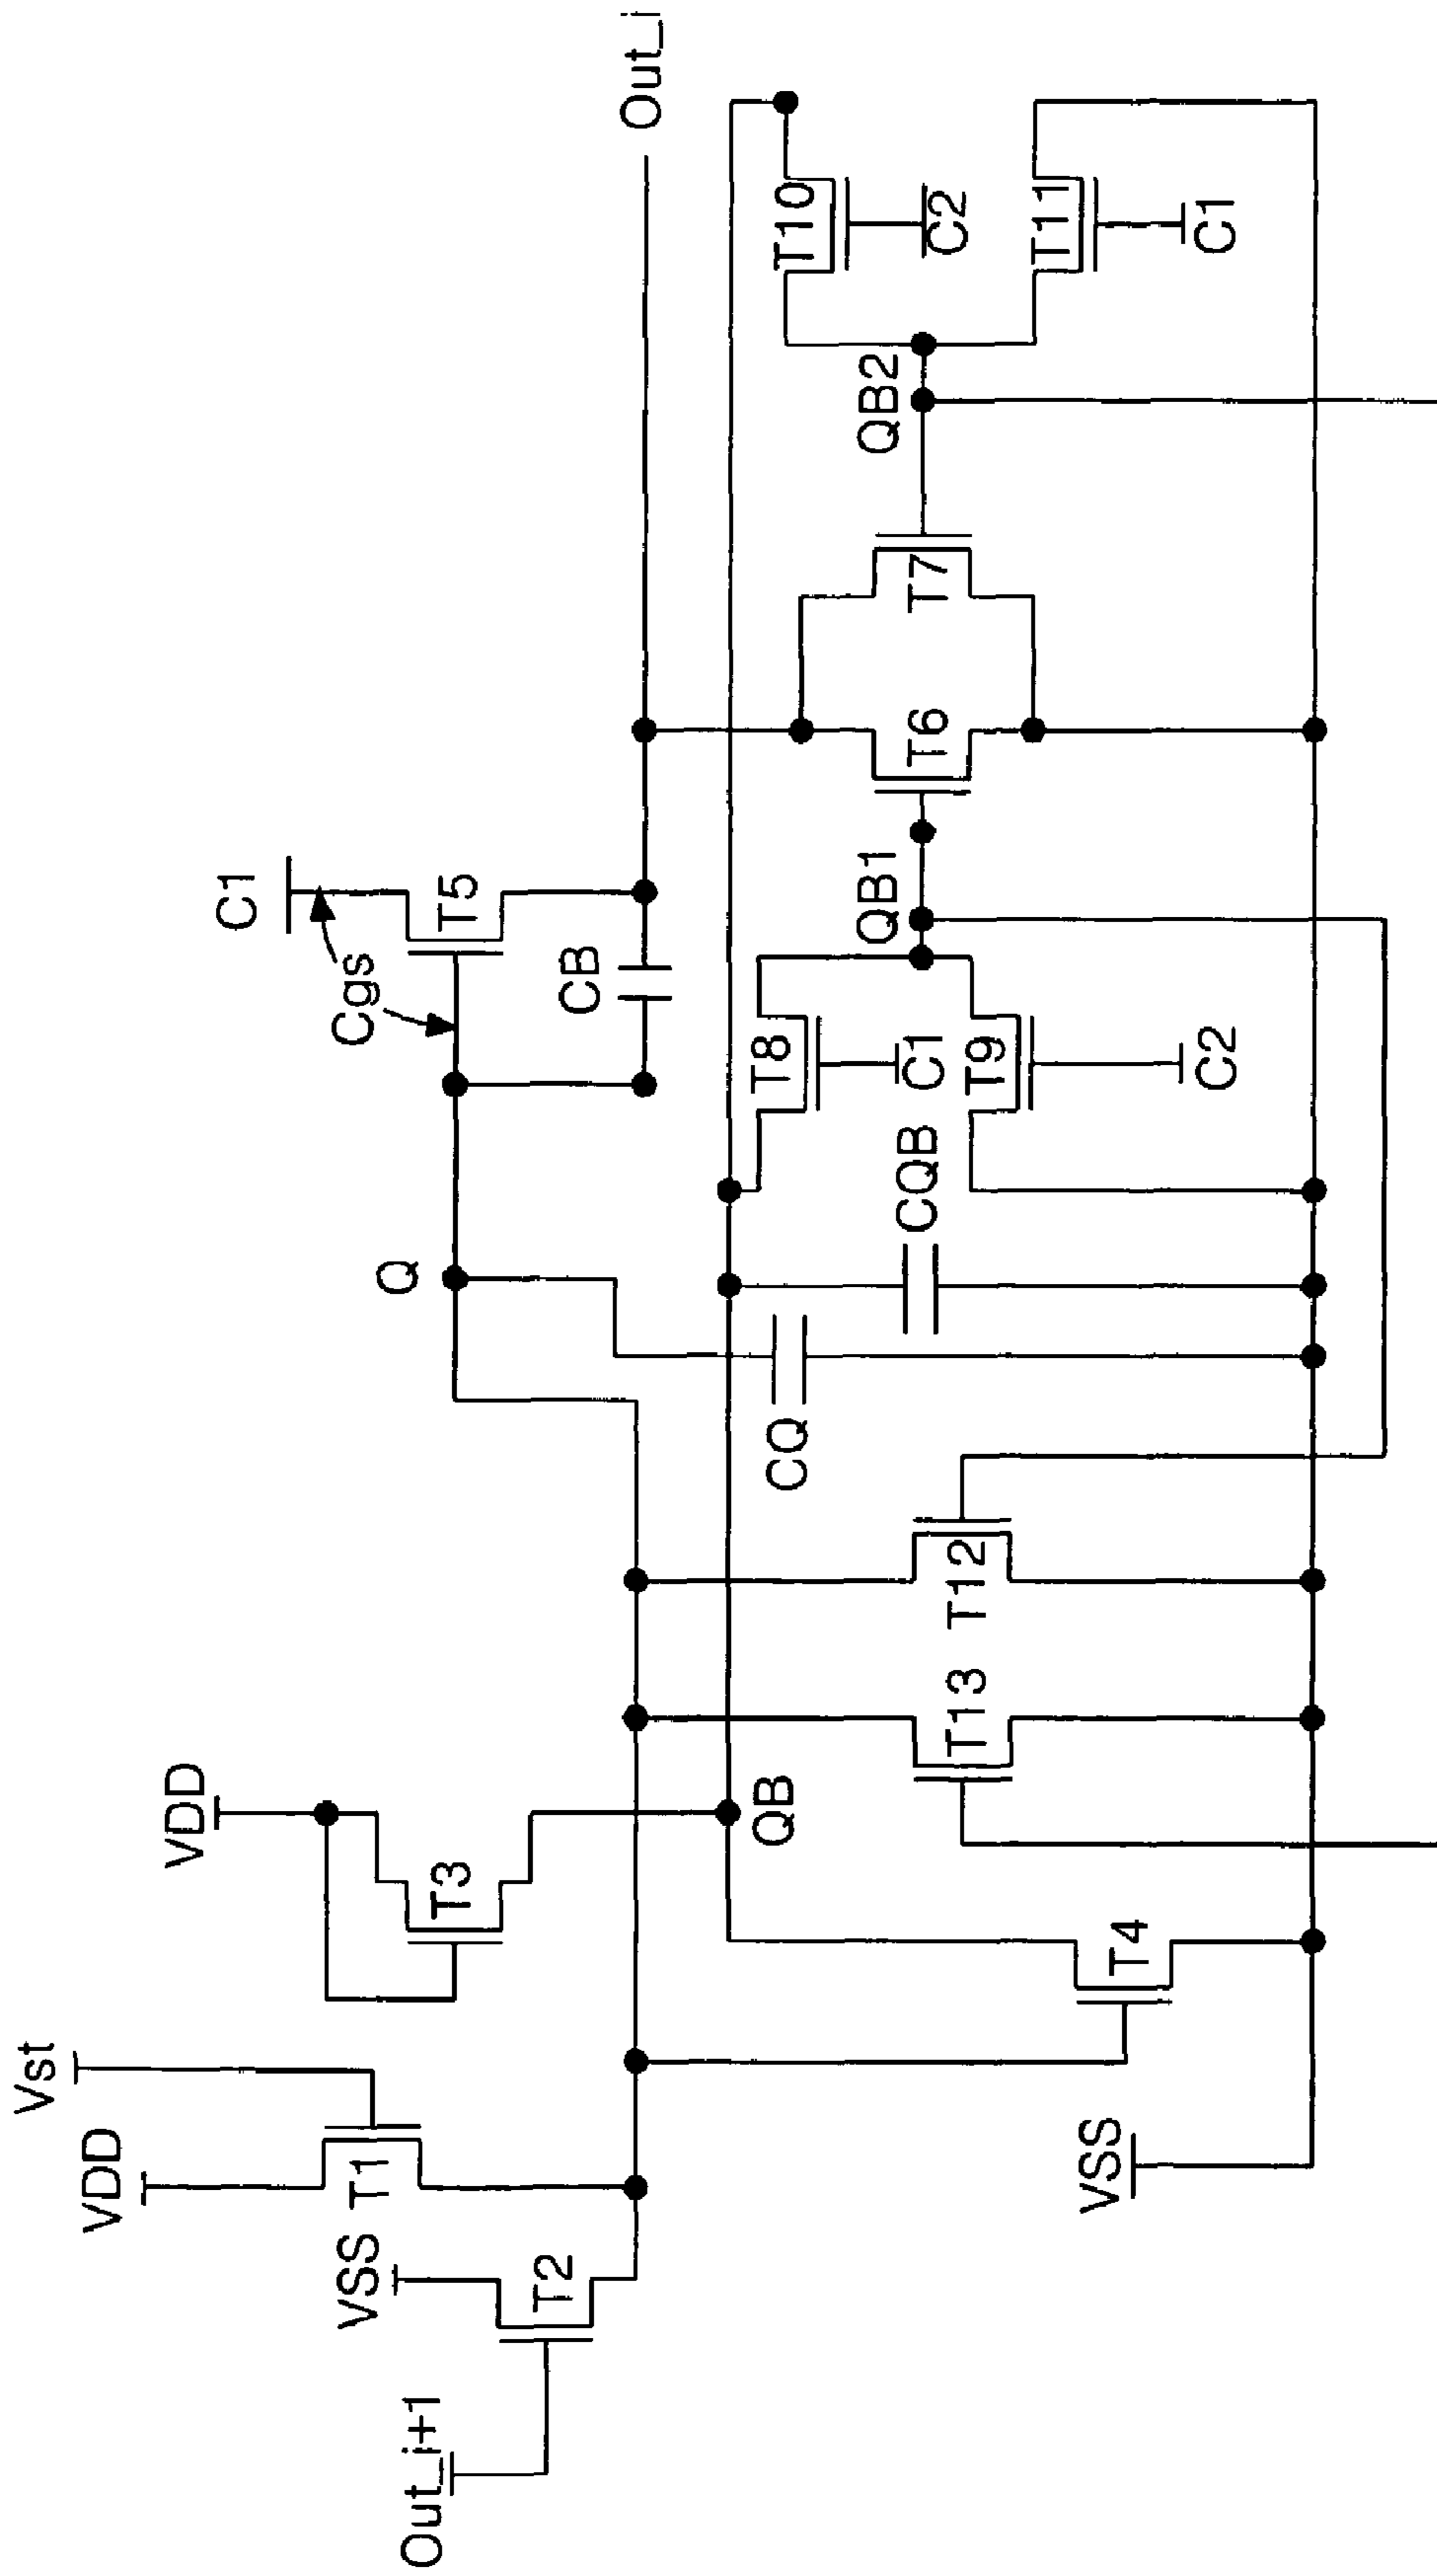 Out_i+1
VSS
T2
VDD
T1
Vst
VDD
T3
QB
T4
VSS
T13
T12
Q
CQ
CQB
Cgs
C1
T5
CB
T8
C1
T9
C2
QB1
T6
T7
QB2
T10
C2
T11
C1
Out_i